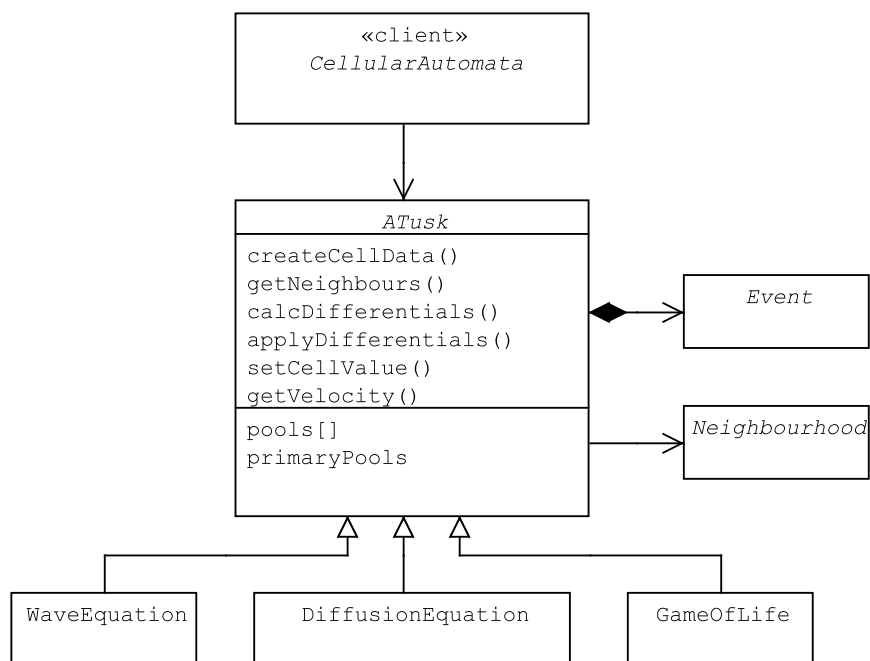 «client»
CellularAutomata
ATusk
createCellData()
getNeighbours()
calcDifferentials()
applyDifferentials()
setCellValue()
getVelocity()
pools[]
primaryPools
Event
Neighbourhood
WaveEquation
DiffusionEquation
GameOfLife